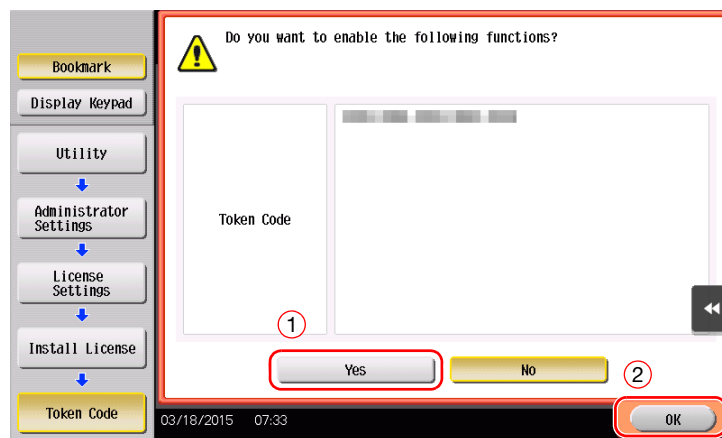 Do you want to enable the following functions?
Bookmark
Display Keypad
Utility
Administrator
Settings
Token Code
License
Settings
1
Install License
Yes
No
2
Token Code
03/18/2015 07:33
OK